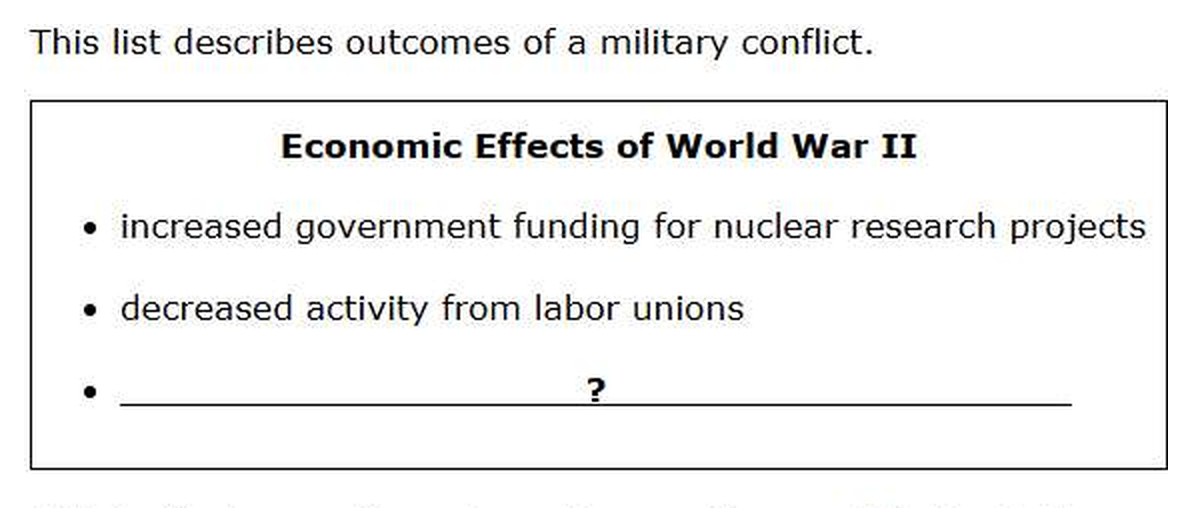 This list describes outcomes of a military conflict.
Economic Effects of World War II
• increased government funding for nuclear research projects
• decreased activity from labor unions
• ?